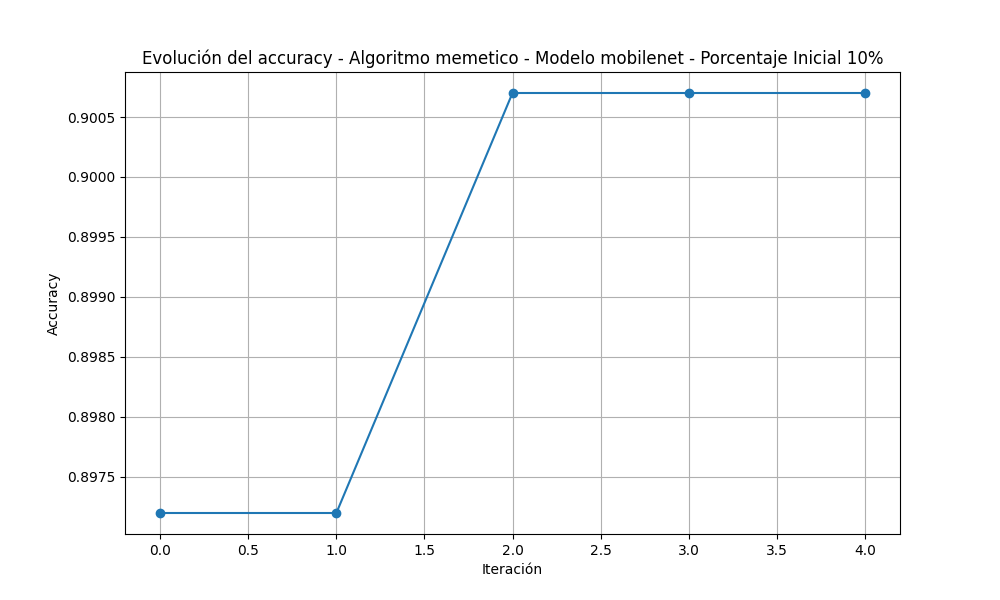 Evolución del accuracy - Algoritmo memetico - Modelo mobilenet - Porcentaje Inicial 10%
0.9005
0.9000
0.8995
0.8990
0.8985
0.8980
0.8975
Accuracy
0.0 0.5 1.0 1.5 2.0 2.5 3.0 3.5 4.0
Iteración